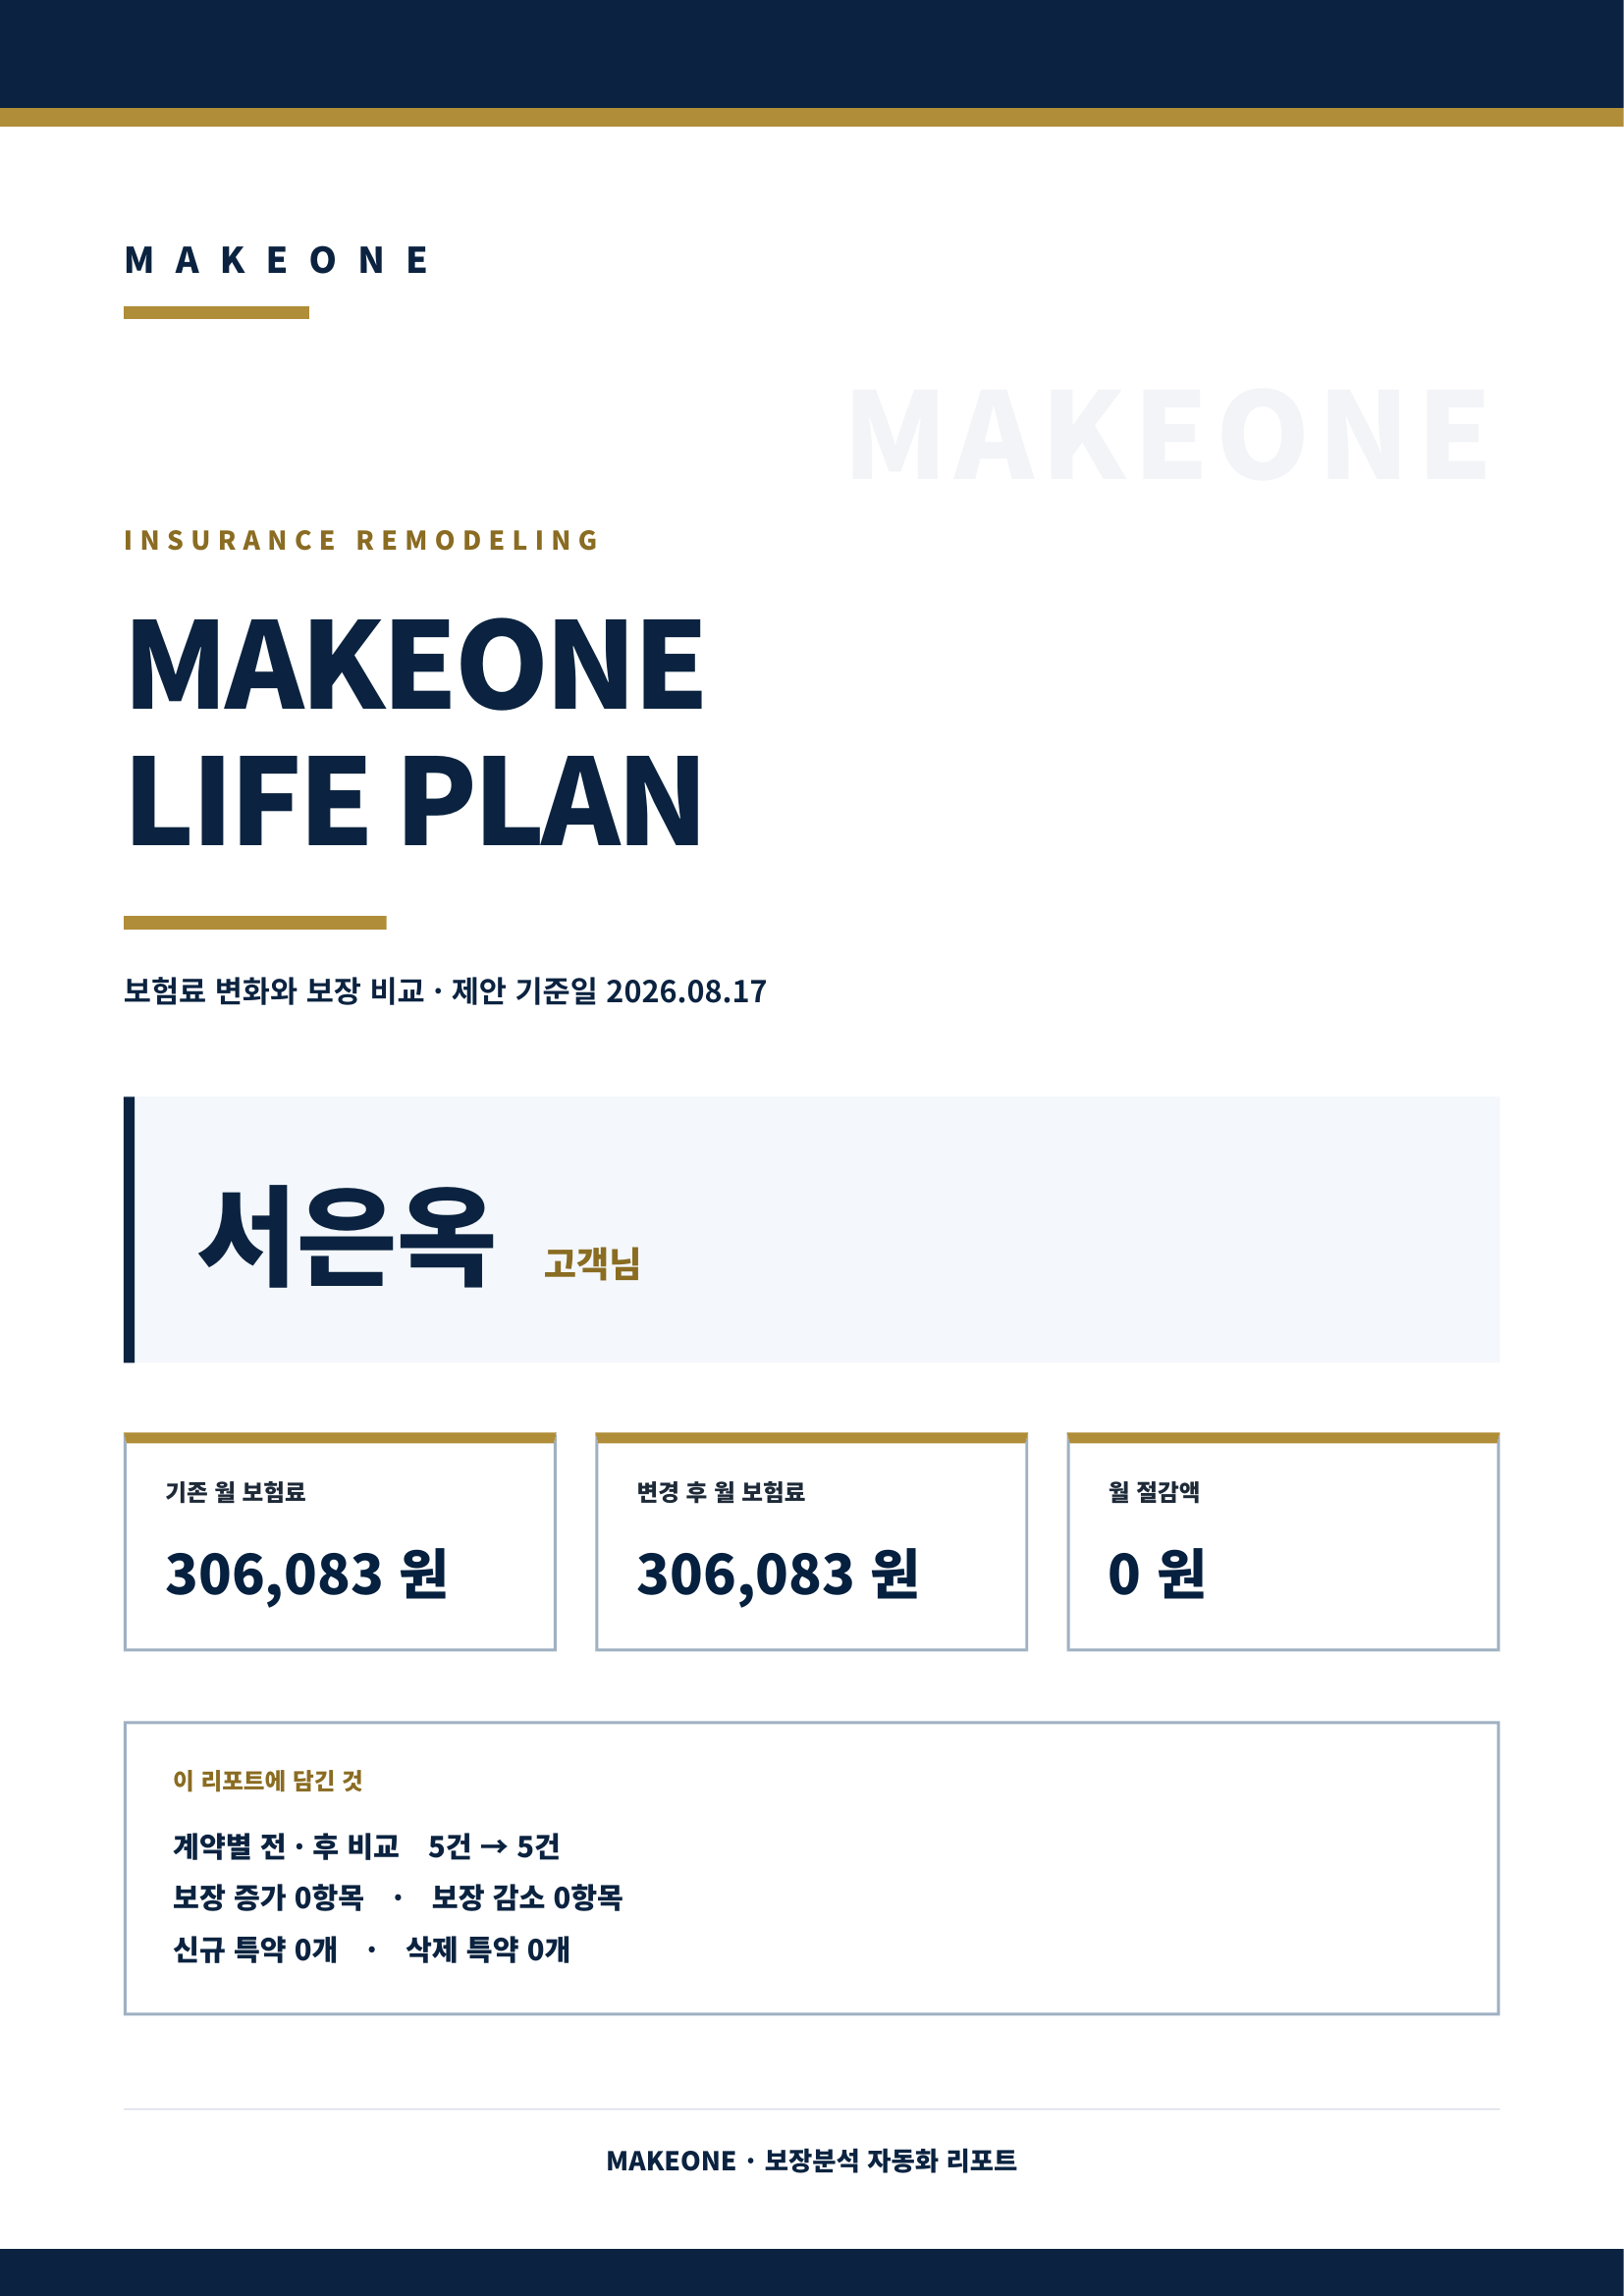 MAKEONE
MAKEONE
INSURANCE REMODELING
MAKEONE
LIFE PLAN
보험료 변화와 보장 비교 · 제안 기준일 2026.08.17
서은옥 고객님
기존 월 보험료
306,083 원
변경 후 월 보험료
306,083 원
월 절감액
0 원
이 리포트에 담긴 것
계약별 전 · 후 비교 5건 → 5건
보장 증가 0항목 · 보장 감소 0항목
신규 특약 0개 · 삭제 특약 0개
MAKEONE · 보장분석 자동화 리포트